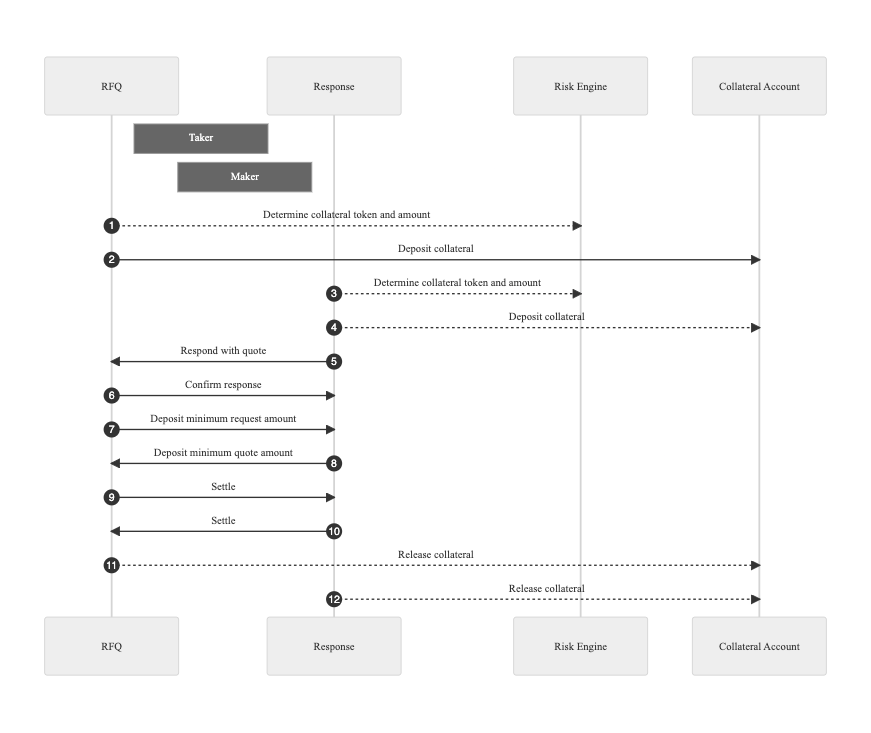 RFQ
Response
Risk Engine
Collateral Account
Taker
Maker
Determine collateral token and amount
1
Deposit collateral
2
Determine collateral token and amount
3
Deposit collateral
4
Respond with quote
5
Confirm response
6
Deposit minimum request amount
7
Deposit minimum quote amount
8
Settle
9
Settle
10
Release collateral
11
Release collateral
12
RFQ
Response
Risk Engine
Collateral Account